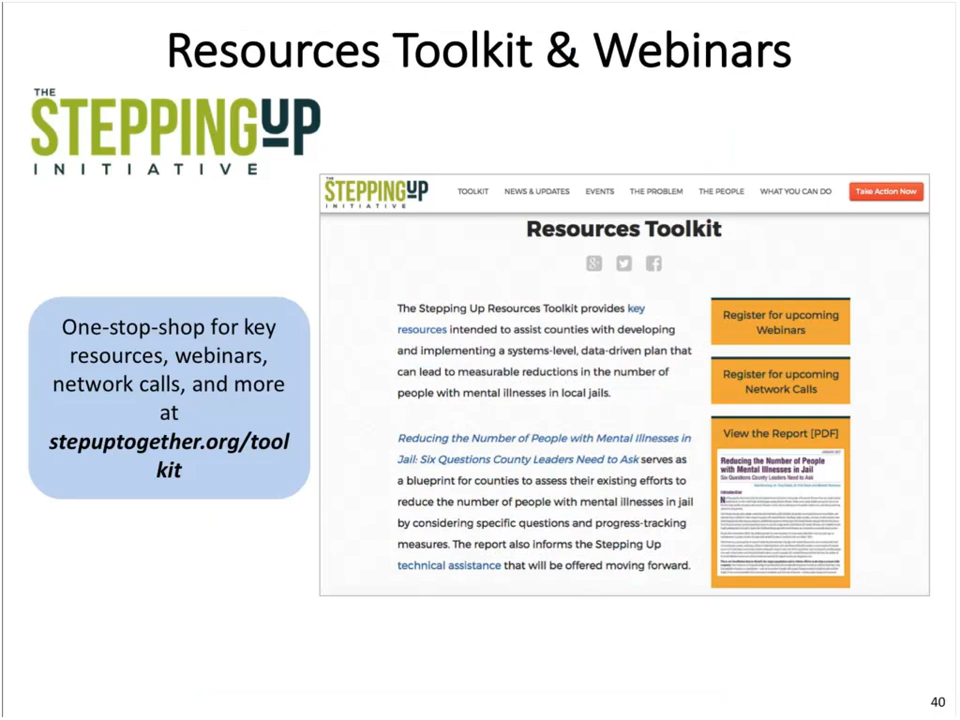 Resources Toolkit & Webinars
THE
STEPPING UP
INITIATIVE
One-stop-shop for key
resources, webinars,
network calls, and more
at
stepuptogether.org/tool
kit
THE
STEPPING UP
INITIATIVE
TOOLKIT NEWS & UPDATES EVENTS THE PROBLEM THE PEOPLE WHAT YOU CAN DO Take Action Now
Resources Toolkit
The Stepping Up Resources Toolkit provides key
resources intended to assist counties with developing
and implementing a systems-level, data-driven plan that
can lead to measurable reductions in the number of
people with mental illnesses in local jails.
Reducing the Number of People with Mental Illnesses in
Jail: Six Questions County Leaders Need to Ask serves as
a blueprint for counties to assess their existing efforts to
reduce the number of people with mental illnesses in jail
by considering specific questions and progress-tracking
measures. The report also informs the Stepping Up
technical assistance that will be offered moving forward.
Register for upcoming
Webinars
Register for upcoming
Network Calls
View the Report [PDF]
Reducing the Number of People
with Mental Illnesses in Jail
Six Questions County Leaders Need to Ask
Introduction
40